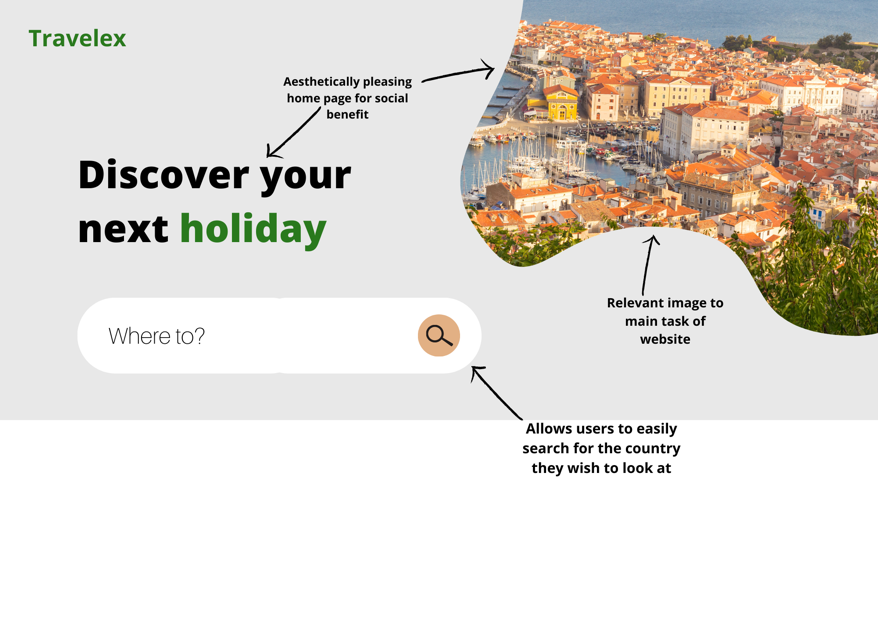 Travelex
Aesthetically pleasing
home page for social
benefit
Discover your
next holiday
Where to?
Relevant image to
main task of
website
Allows users to easily
search for the country
they wish to look at